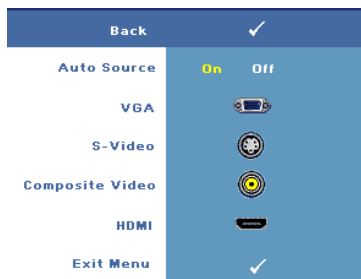 Back
Auto Source On Off
VGA
S-Video
Composite Video
HDMI
Exit Menu